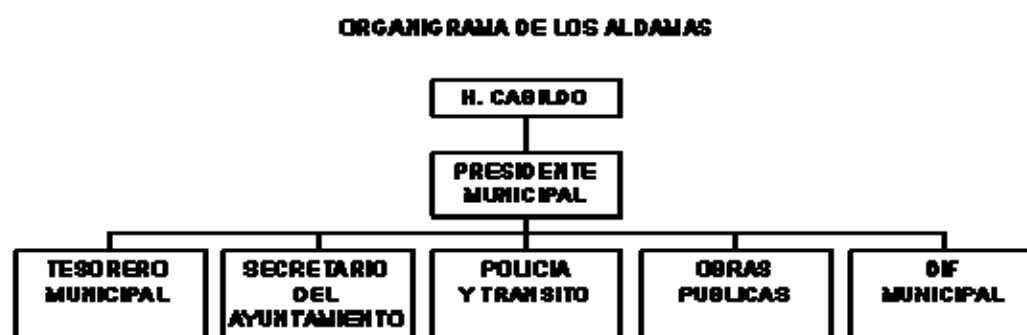 ORGANIGRAMA DE LOS ALDAMAS
H. CABILDO
PRESIDENTE
MUNICIPAL
TESORERO
MUNICIPAL
SECRETARIO
DEL
AYUNTAMIENTO
POLICIA
Y TRANSITO
OBRAS
PUBLICAS
DIF
MUNICIPAL